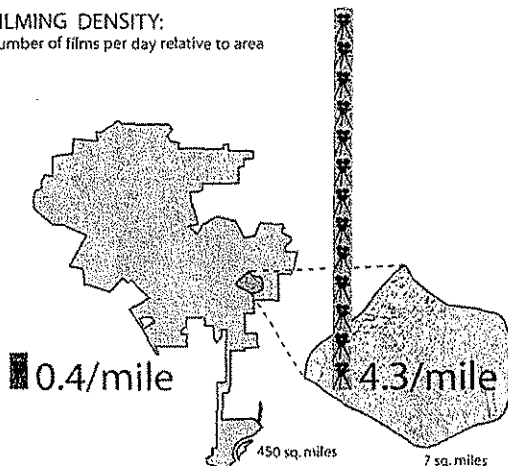 ILMING DENSITY:
umber of films per day relative to area
0.4/mile
4.3/mile
450 sq. miles
7 sq. miles